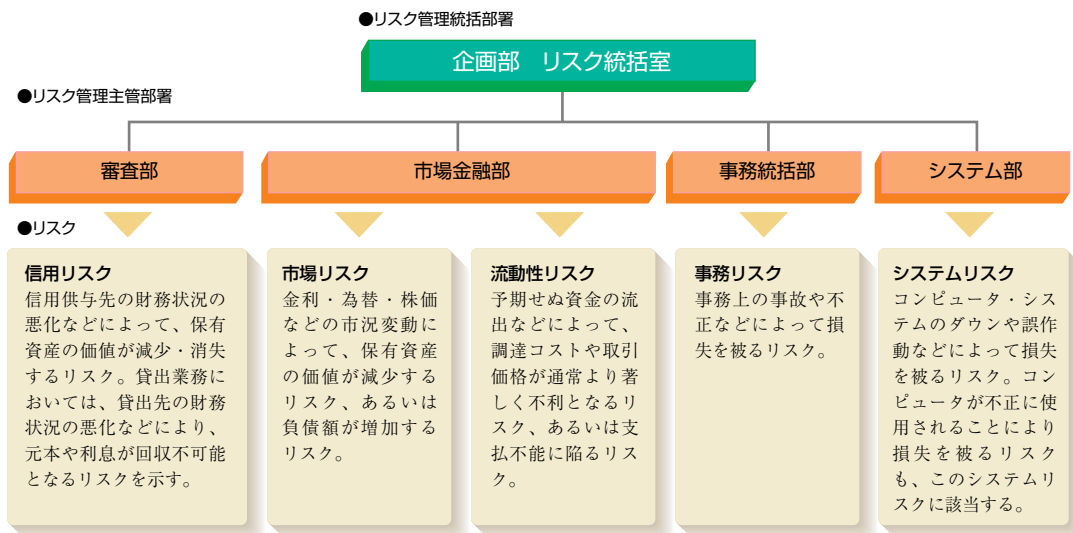 ●リスク管理統括部署
企画部　リスク統括室
●リスク管理主管部署
審査部
市場金融部
事務統括部
システム部
●リスク
信用リスク
信用供与先の財務状況の
悪化などによって、保有
資産の価値が減少・消失
するリスク。貸出業務に
おいては、貸出先の財務
状況の悪化などにより、
元本や利息が回収不可能
となるリスクを示す。
市場リスク
金利・為替・株価
などの市況変動に
よって、保有資産
の価値が減少する
リスク、あるいは
負債額が増加する
リスク。
流動性リスク
予期せぬ資金の流
出などによって、
調達コストや取引
価格が通常より著
しく不利となるリ
スク、あるいは支
払不能に陥るリス
ク。
事務リスク
事務上の事故や不
正などによって損
失を被るリスク。
システムリスク
コンピュータ・シス
テムのダウンや誤作
動などによって損失
を被るリスク。コン
ピュータが不正に使
用されることにより
損失を被るリスク
も、このシステムリ
スクに該当する。